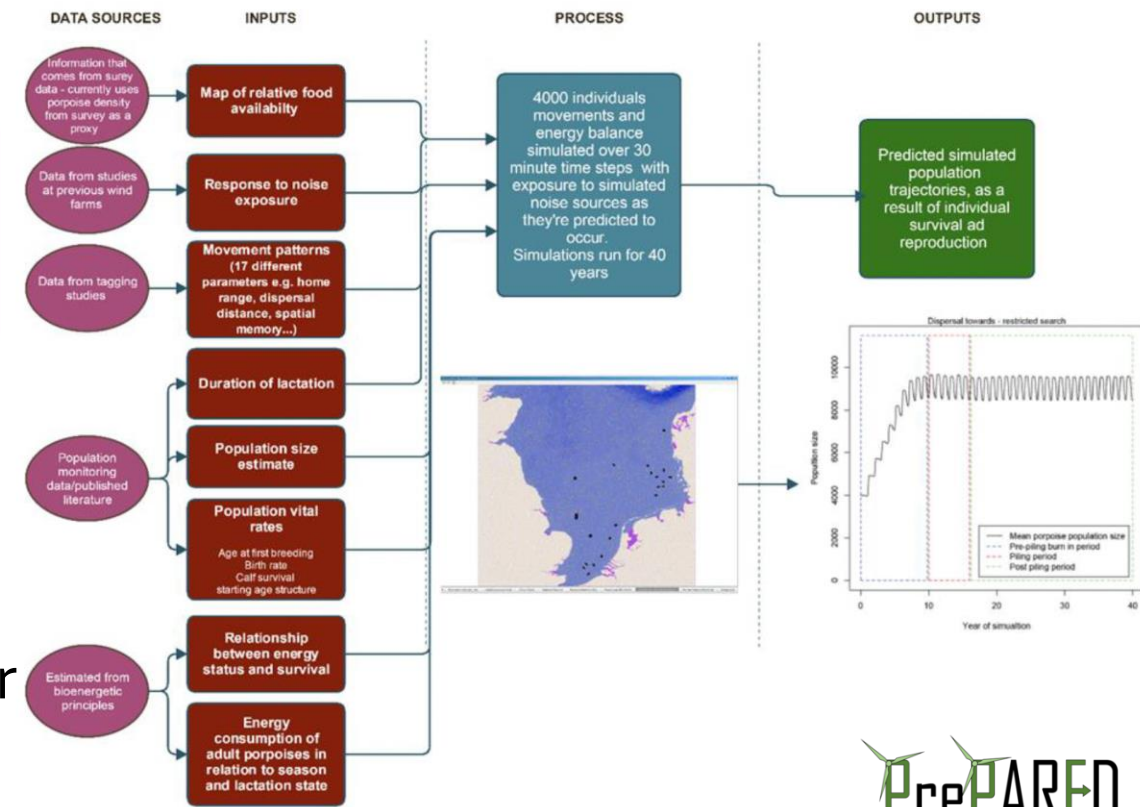 DATA SOURCES
INPUTS
PROCESS
OUTPUTS
Information that
comes from surey
data - currently uses
porpoise density
from survey as a
proxy
Map of relative food
availabilty
Data from studies
at previous wind
farms
Response to noise
exposure
Data from tagging
studies
Movement patterns
(17 different
parameters e.g. home
range, dispersal
distance, spatial
memory...)
Population
monitoring
data/published
literature
Duration of lactation
Population size
estimate
Population vital
rates
Age at first breeding
Birth rate
Calf survival
starting age structure
Estimated from
bioenergetic
principles
Relationship
between energy
status and survival
Energy
consumption of
adult porpoises in
relation to season
and lactation state
4000 individuals
movements and
energy balance
simulated over 30
minute time steps with
exposure to simulated
noise sources as
they're predicted to
occur.
Simulations run for 40
years
Predicted simulated
population
trajectories, as a
result of individual
survival ad
reproduction
Dispersal towards - restricted search
Popultion size
10000
8000
6000
4000
2000
0
Mean porpoise population size
Pre-piling burn in period
Piling period
Post piling period
0 10 20 30 40
Year of simualtion
r
PrePARED